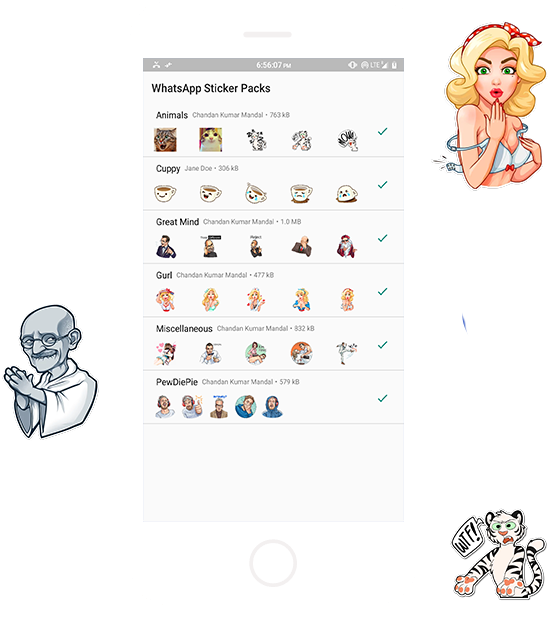 6:56:07 PM
LTE
WhatsApp Sticker Packs
Animals Chandan Kumar Mandal • 763 kB
Cuppy Jane Doe • 306 kB
Great Mind Chandan Kumar Mandal • 1.0 MB
Gurl Chandan Kumar Mandal • 477 kB
Miscellaneous Chandan Kumar Mandal • 832 kB
PewDiePie Chandan Kumar Mandal • 579 kB
WTF!